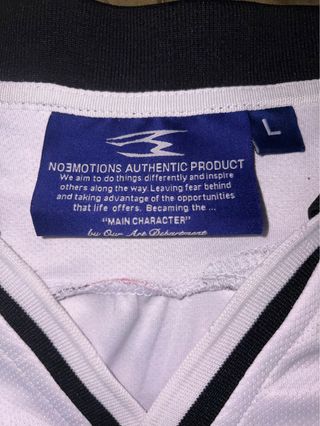 L
NOƎMOTIONS AUTHENTIC PRODUCT
We aim to do things differently and inspire
others along the way. Leaving fear behind
and taking advantage of the opportunities
that life offers. Becoming the ...
"MAIN CHARACTER"
by Our Art Department